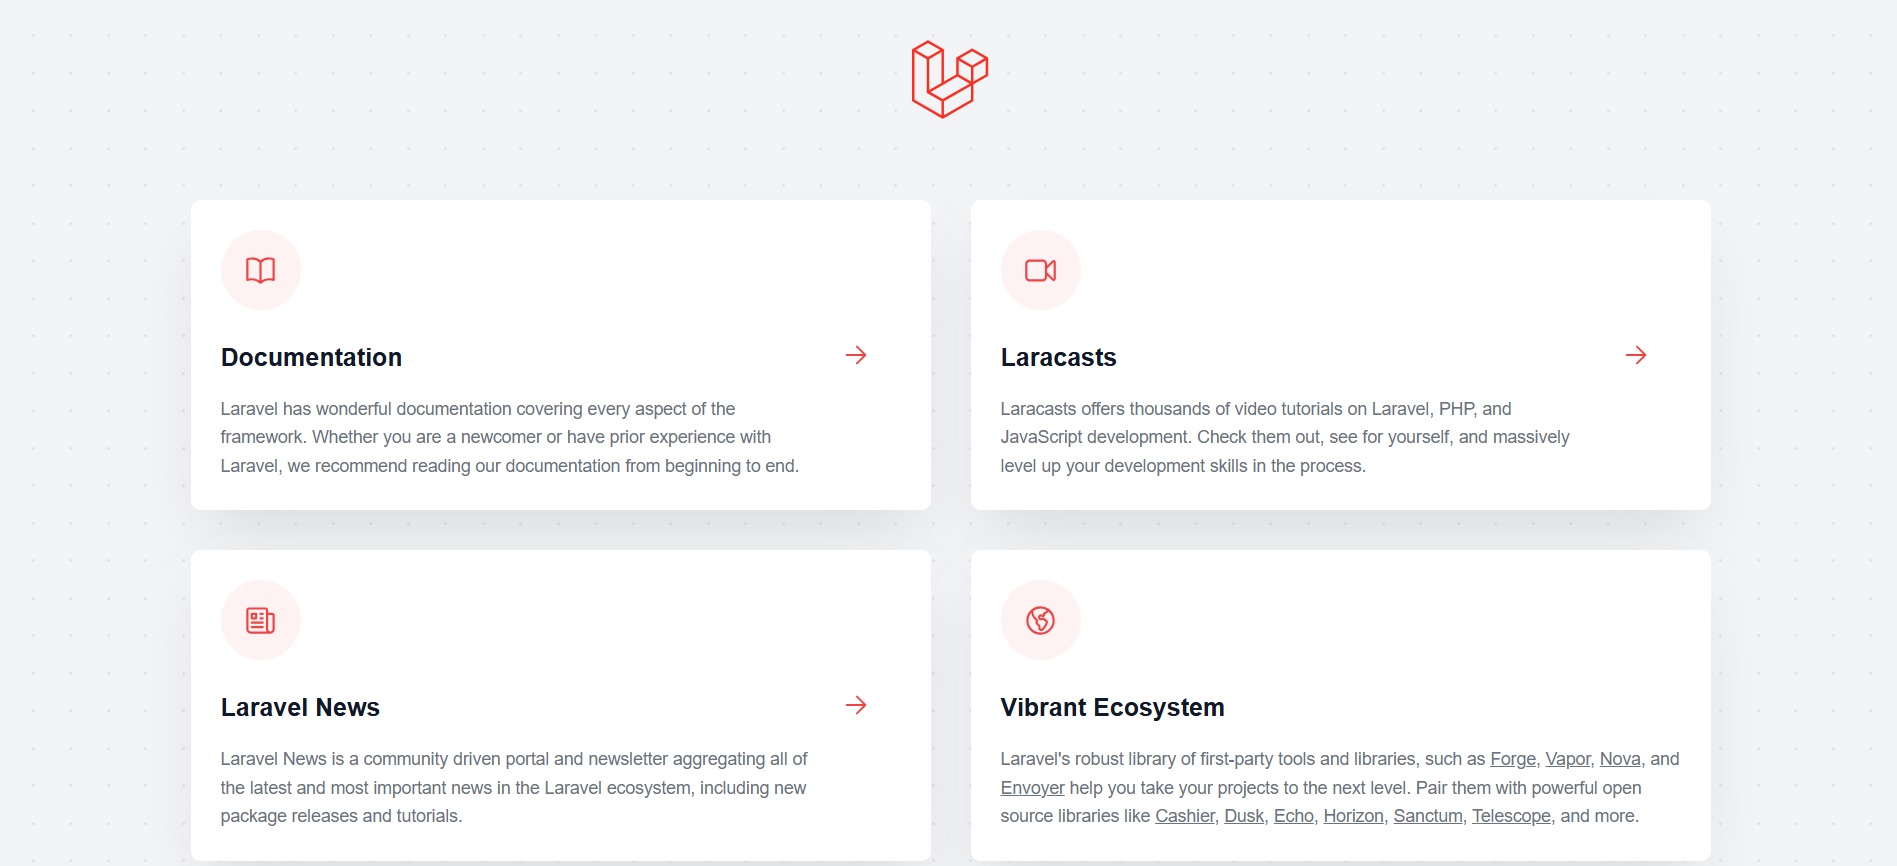 Documentation
Laravel has wonderful documentation covering every aspect of the
framework. Whether you are a newcomer or have prior experience with
Laravel, we recommend reading our documentation from beginning to end.
Laracasts
Laracasts offers thousands of video tutorials on Laravel, PHP, and
JavaScript development. Check them out, see for yourself, and massively
level up your development skills in the process.
Laravel News
Laravel News is a community driven portal and newsletter aggregating all of
the latest and most important news in the Laravel ecosystem, including new
package releases and tutorials.
Vibrant Ecosystem
Laravel's robust library of first-party tools and libraries, such as Forge, Vapor, Nova, and
Envoyer help you take your projects to the next level. Pair them with powerful open
source libraries like Cashier, Dusk, Echo, Horizon, Sanctum, Telescope, and more.